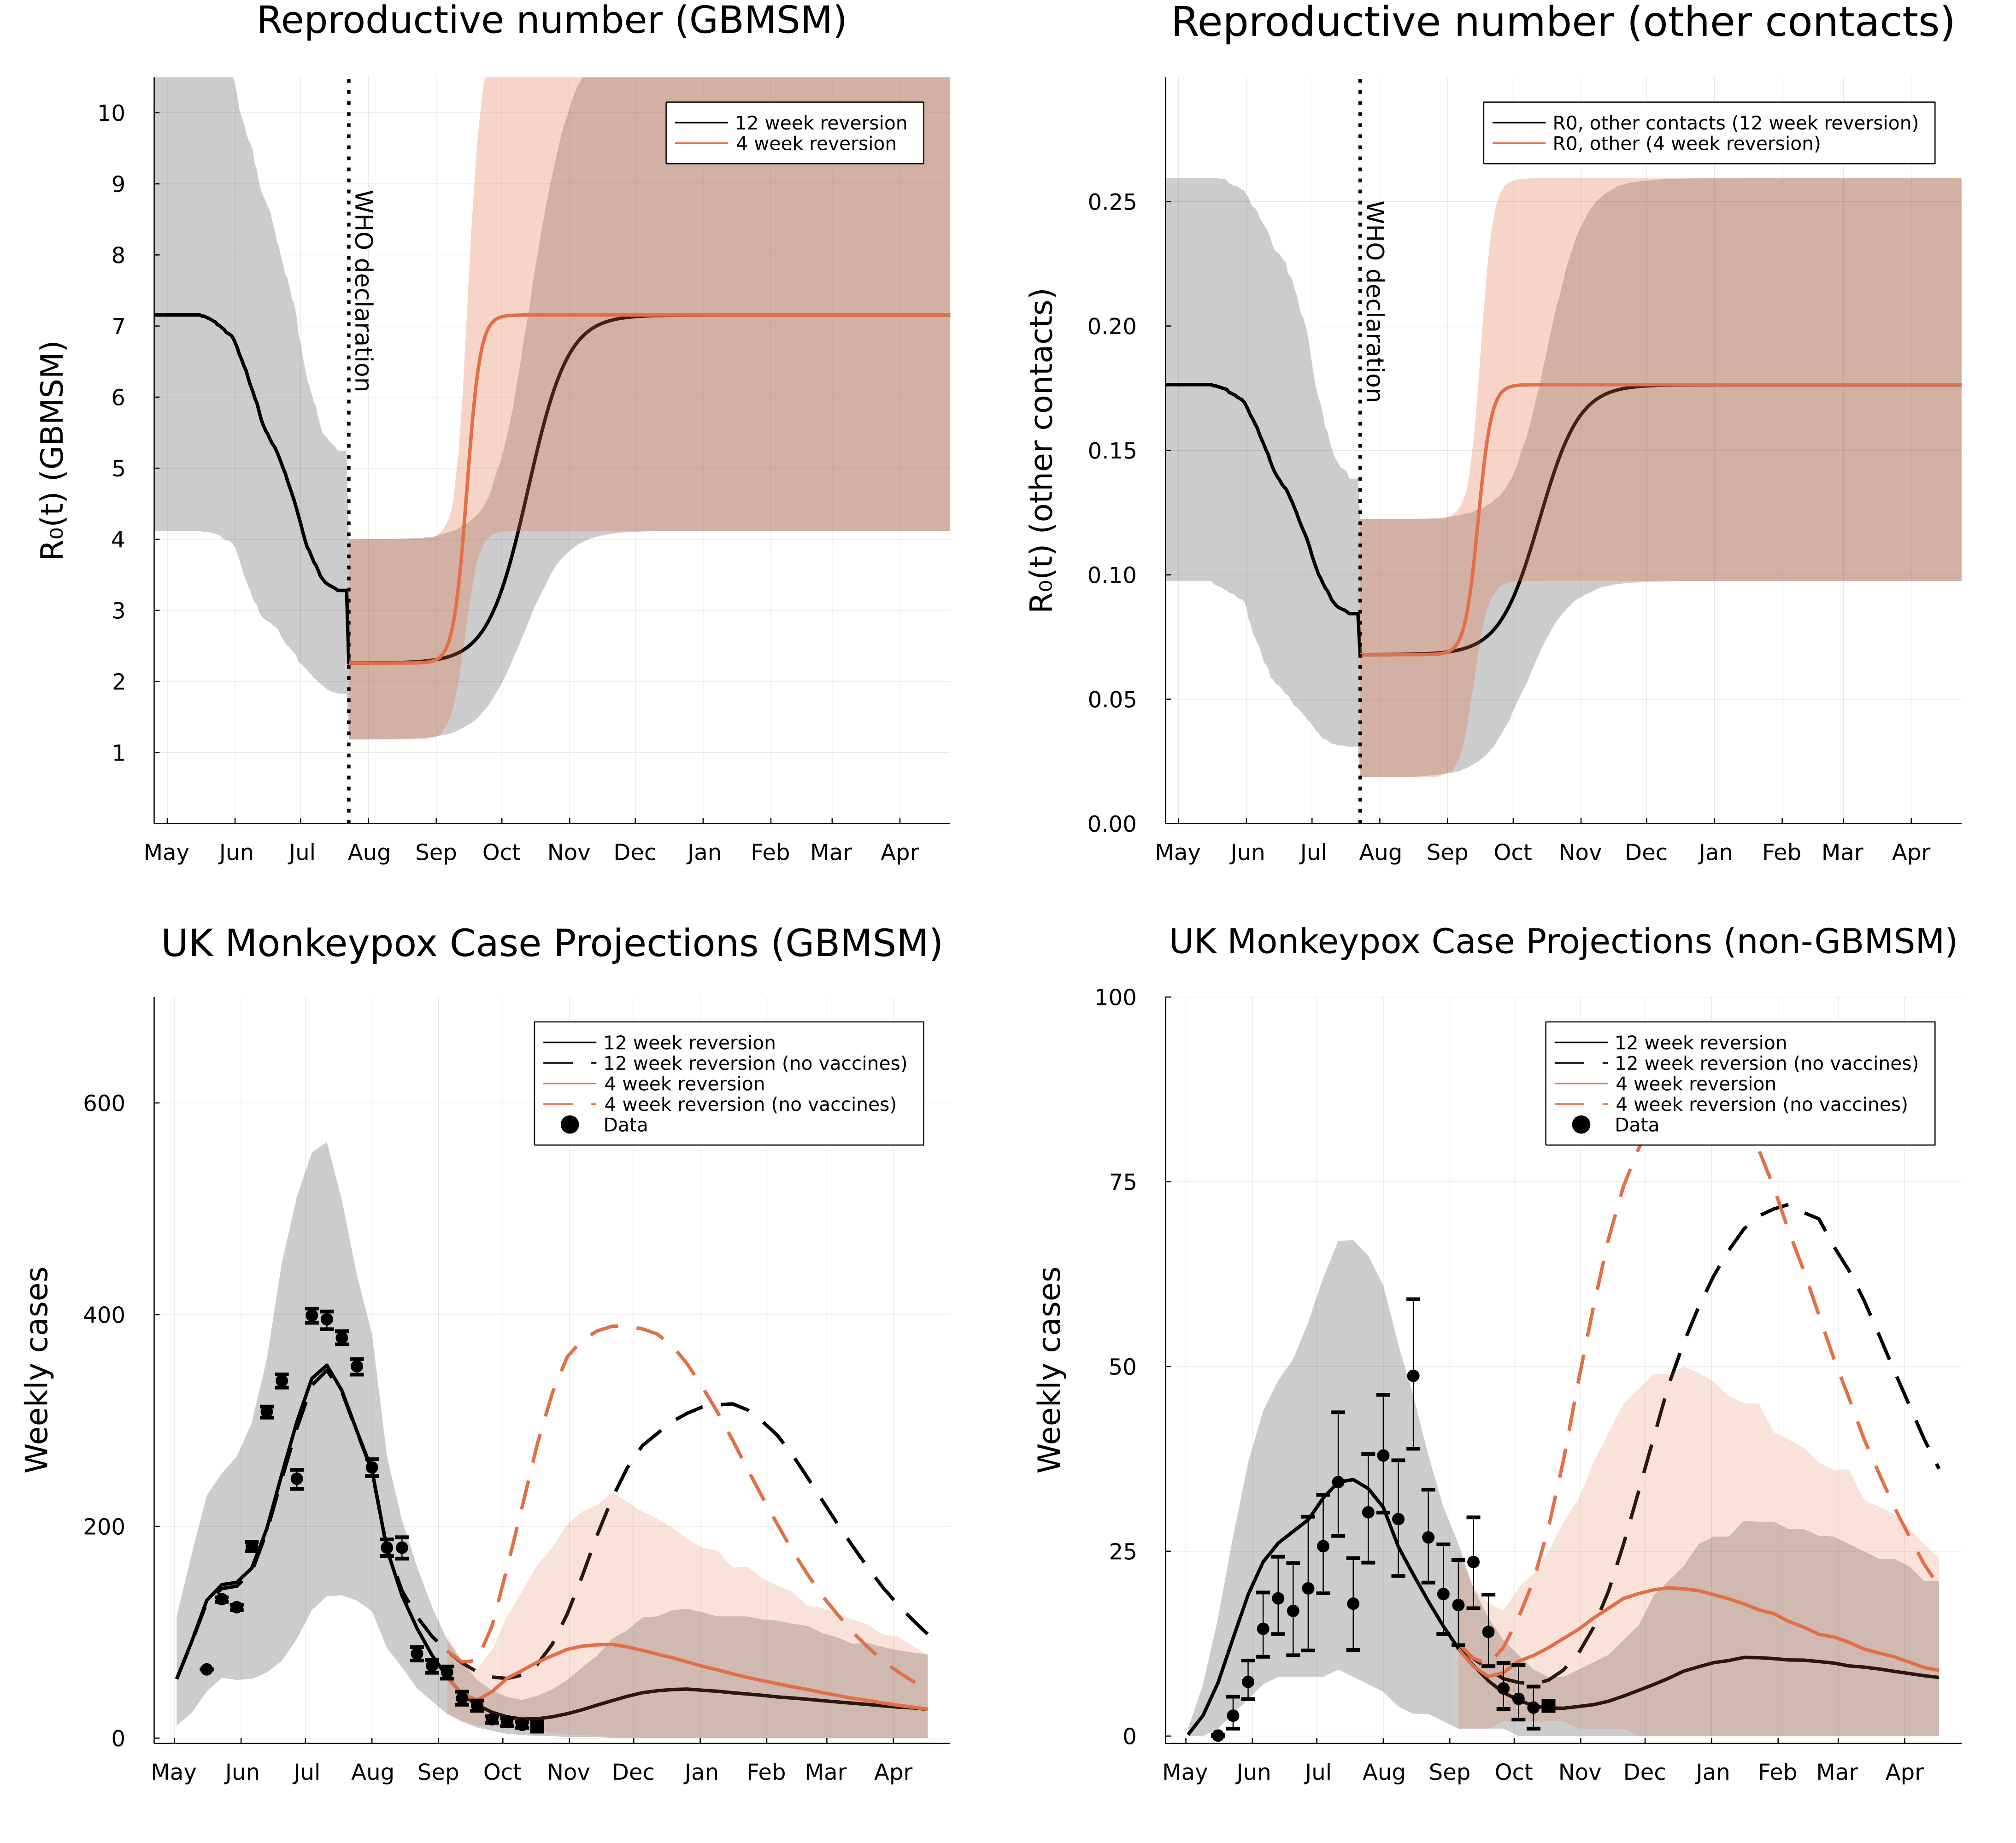 Reproductive number (GBMSM)
R₀(t) (GBMSM)
10
9
8
7
6
5
4
3
2
1
12 week reversion
4 week reversion
WHO declaration
May Jun Jul Aug Sep Oct Nov Dec Jan Feb Mar Apr
Reproductive number (other contacts)
R₀(t) (other contacts)
0.25
0.20
0.15
0.10
0.05
0.00
R0, other contacts (12 week reversion)
R0, other (4 week reversion)
WHO declaration
May Jun Jul Aug Sep Oct Nov Dec Jan Feb Mar Apr
UK Monkeypox Case Projections (GBMSM)
Weekly cases
600
400
200
0
12 week reversion
12 week reversion (no vaccines)
4 week reversion
4 week reversion (no vaccines)
Data
May Jun Jul Aug Sep Oct Nov Dec Jan Feb Mar Apr
UK Monkeypox Case Projections (non-GBMSM)
Weekly cases
100
75
50
25
0
12 week reversion
12 week reversion (no vaccines)
4 week reversion
4 week reversion (no vaccines)
Data
May Jun Jul Aug Sep Oct Nov Dec Jan Feb Mar Apr